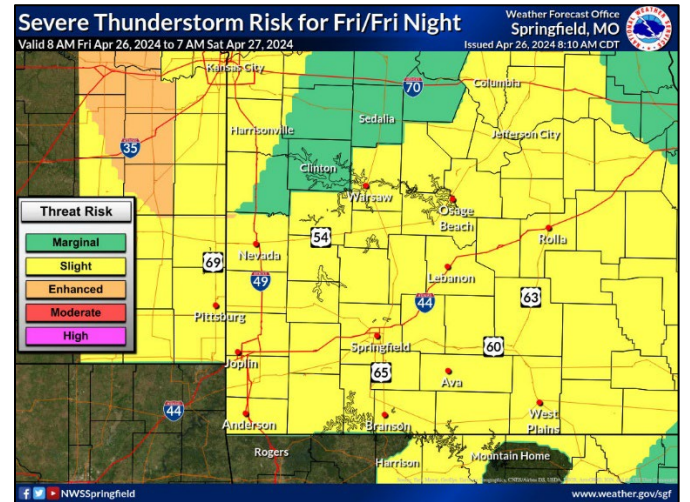 Severe Thunderstorm Risk for Fri/Fri Night
Valid 8 AM Fri Apr 26, 2024 to 7 AM Sat Apr 27, 2024
Weather Forecast Office
Springfield, MO
Issued Apr 26, 2024 8:10 AM CDT
NATIONAL WEATHER SERVICE
Kansas City
70
Columbia
Harrisonville
Sedalia
Jefferson City
35
Clinton
Warsaw
Osage
Beach
Threat Risk
Marginal
Slight
Enhanced
Moderate
High
54
Rolla
69
Nevada
Lebanon
49
63
44
Pittsburg
Springfield
60
Joplin
65
Ava
44
Anderson
Branson
West
Plains
Rogers
Harrison
Mountain Home
NWSSpringfield
www.weather.gov/sgf